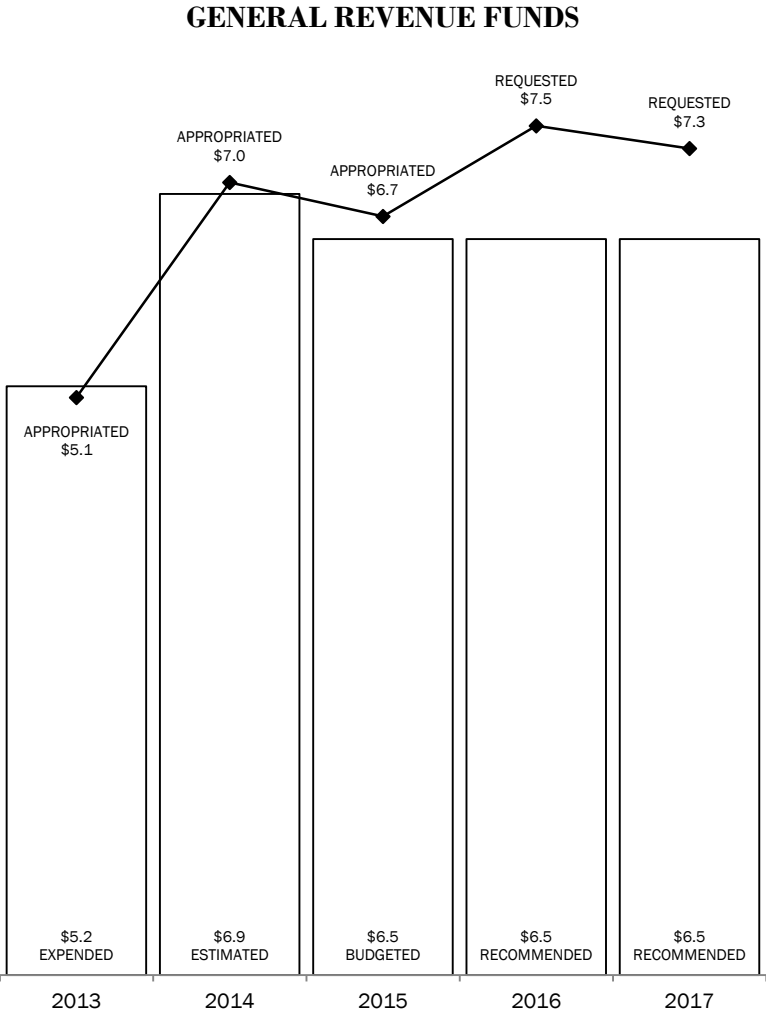 GENERAL REVENUE FUNDS
REQUESTED
$7.5
REQUESTED
$7.3
APPROPRIATED
$7.0
APPROPRIATED
$6.7
APPROPRIATED
$5.1
$5.2
EXPENDED
$6.9
ESTIMATED
$6.5
BUDGETED
$6.5
RECOMMENDED
$6.5
RECOMMENDED
2013
2014
2015
2016
2017